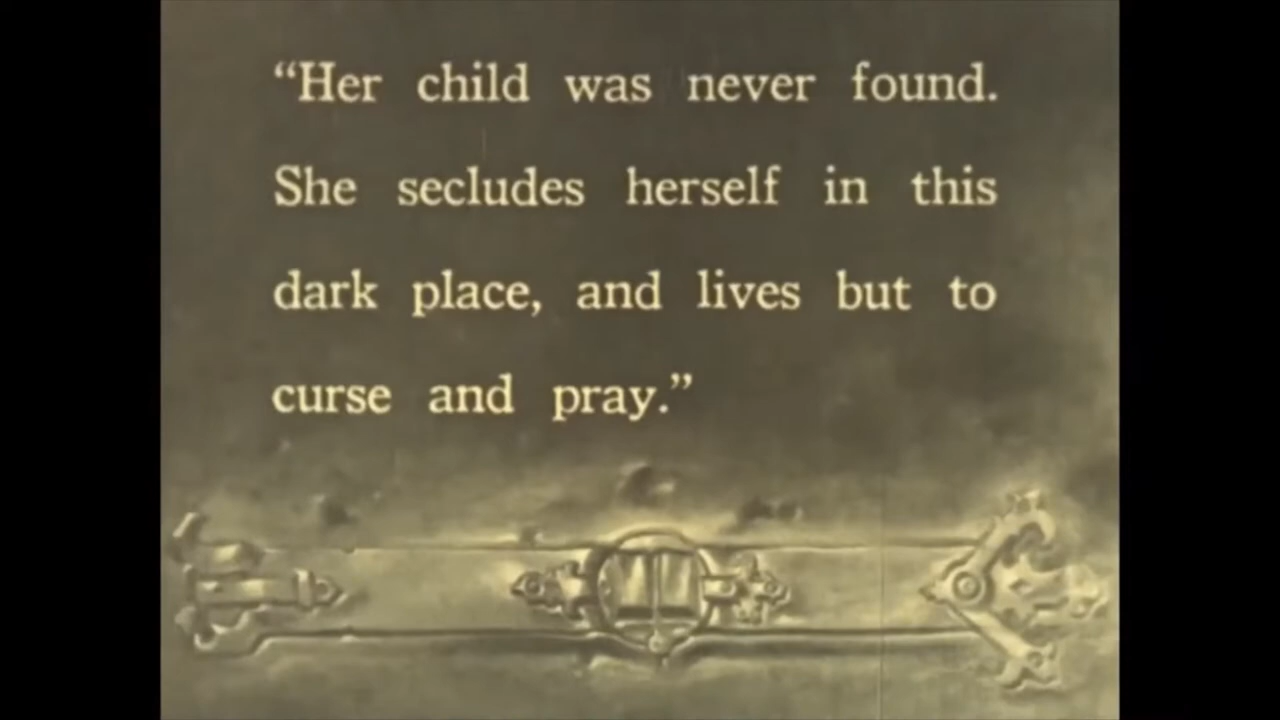 “Her child was never found.
She secludes herself in this
dark place, and lives but to
curse and pray.”